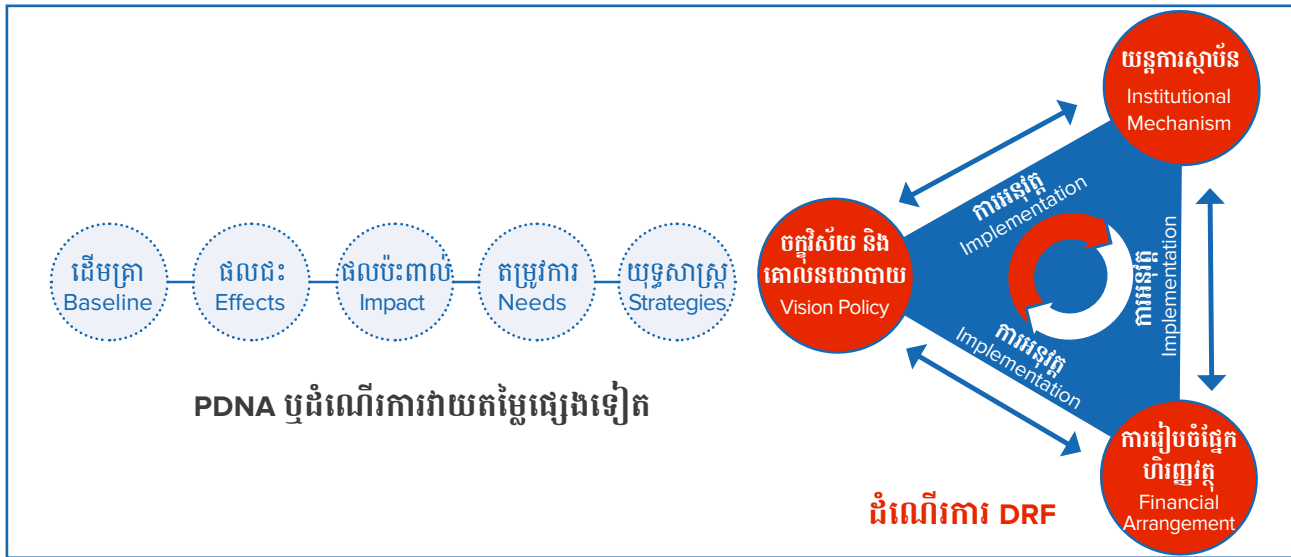 ដើមគ្រា
Baseline
ផលជះ
Effects
ផលប៉ះពាល់
Impact
តម្រូវការ
Needs
យុទ្ធសាស្ត្រ
Strategies
PDNA ឬដំណើរការវាយតម្លៃផ្សេងទៀត
ចក្ខុវិស័យ និង
គោលនយោបាយ
Vision Policy
យន្តការស្ថាប័ន
Institutional
Mechanism
ការអនុវត្ត
Implementation
ការអនុវត្ត
Implementation
ការអនុវត្ត
Implementation
ការរៀបចំផ្នែក
ហិរញ្ញវត្ថុ
Financial
Arrangement
ដំណើរការ DRF